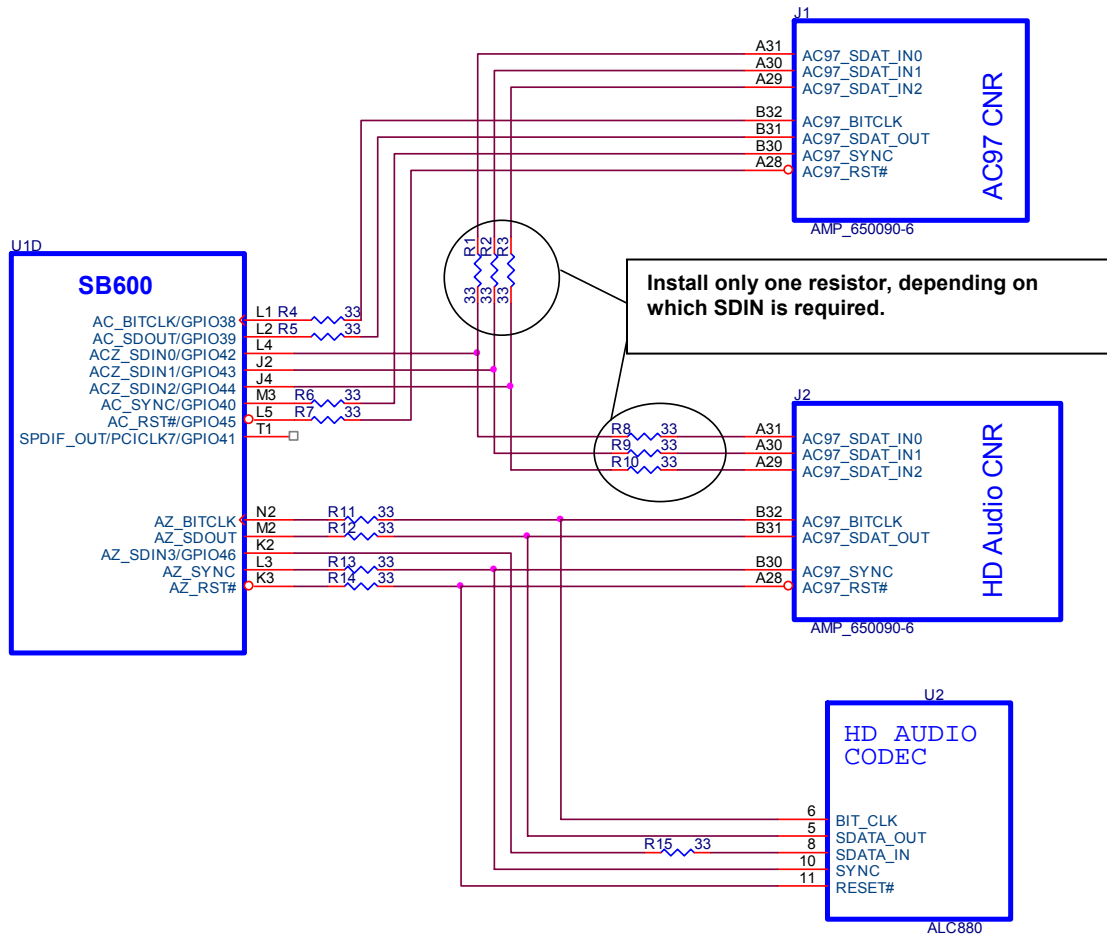 J1
A31 AC97_SDAT_IN0
A30 AC97_SDAT_IN1
A29 AC97_SDAT_IN2
B32 AC97_BITCLK
B31 AC97_SDAT_OUT
B30 AC97_SYNC
A28 AC97_RST#
AC97 CNR
AMP_650090-6
R1 33
R2 33
R3 33
Install only one resistor, depending on
which SDIN is required.
U1D
SB600
AC_BITCLK/GPIO38 L1 R4 33
AC_SDOUT/GPIO39 L2 R5 33
ACZ_SDIN0/GPIO42 L4
ACZ_SDIN1/GPIO43 J2
ACZ_SDIN2/GPIO44 J4
AC_SYNC/GPIO40 M3 R6 33
AC_RST#/GPIO45 L5 R7 33
SPDIF_OUT/PCICLK7/GPIO41 T1
AZ_BITCLK N2 R11 33
AZ_SDOUT M2 R12 33
AZ_SDIN3/GPIO46 K2
AZ_SYNC L3 R13 33
AZ_RST# K3 R14 33
J2
R8 33 A31 AC97_SDAT_IN0
R9 33 A30 AC97_SDAT_IN1
R10 33 A29 AC97_SDAT_IN2
B32 AC97_BITCLK
B31 AC97_SDAT_OUT
B30 AC97_SYNC
A28 AC97_RST#
HD Audio CNR
AMP_650090-6
U2
HD AUDIO
CODEC
6 BIT_CLK
5 SDATA_OUT
R15 33 8 SDATA_IN
10 SYNC
11 RESET#
ALC880